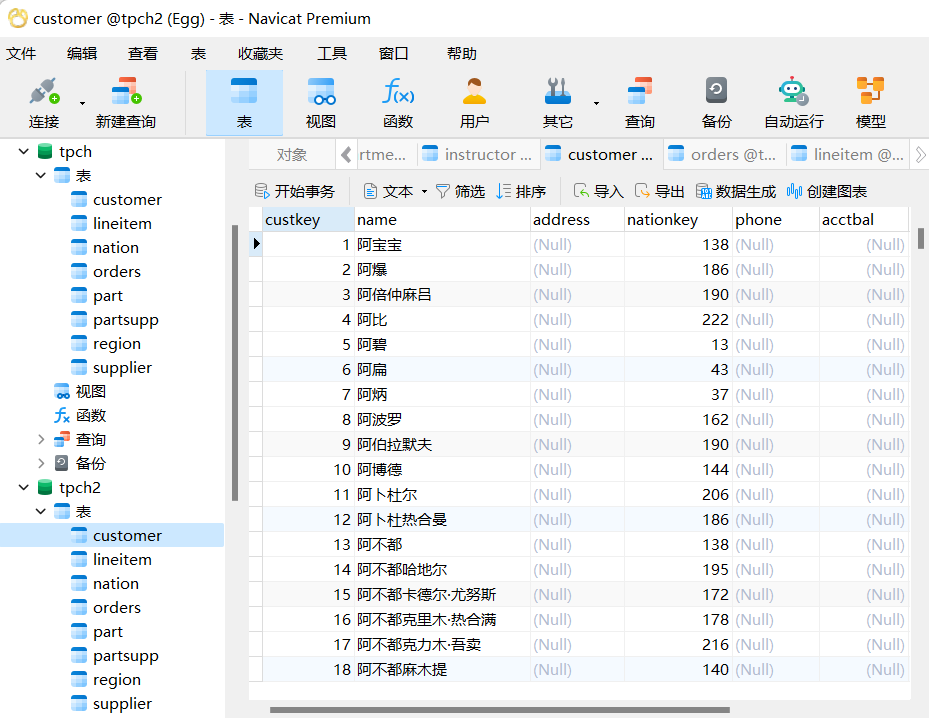 customer @tpch2 (Egg) - 表 - Navicat Premium
文件 编辑 查看 表 收藏夹 工具 窗口 帮助
连接 新建查询 表 视图 函数 用户 其它 查询 备份 自动运行 模型
对象 rtme... instructor ... customer ... orders @t... lineitem @...
开始事务 文本 筛选 排序 导入 导出 数据生成 创建图表
tpch
表
customer
lineitem
nation
orders
part
partsupp
region
supplier
视图
函数
查询
备份
tpch2
表
customer
lineitem
nation
orders
part
partsupp
region
supplier
custkey name address nationkey phone acctbal
1 阿宝宝 (Null) 138 (Null) (Null)
2 阿爆 (Null) 186 (Null) (Null)
3 阿倍仲麻吕 (Null) 190 (Null) (Null)
4 阿比 (Null) 222 (Null) (Null)
5 阿碧 (Null) 13 (Null) (Null)
6 阿扁 (Null) 43 (Null) (Null)
7 阿炳 (Null) 37 (Null) (Null)
8 阿波罗 (Null) 162 (Null) (Null)
9 阿伯拉默夫 (Null) 190 (Null) (Null)
10 阿博德 (Null) 144 (Null) (Null)
11 阿卜杜尔 (Null) 206 (Null) (Null)
12 阿卜杜热合曼 (Null) 186 (Null) (Null)
13 阿不都 (Null) 138 (Null) (Null)
14 阿不都哈地尔 (Null) 195 (Null) (Null)
15 阿不都卡德尔·尤努斯 (Null) 172 (Null) (Null)
16 阿不都克里木·热合满 (Null) 178 (Null) (Null)
17 阿不都克力木·吾卖 (Null) 216 (Null) (Null)
18 阿不都麻木提 (Null) 140 (Null) (Null)